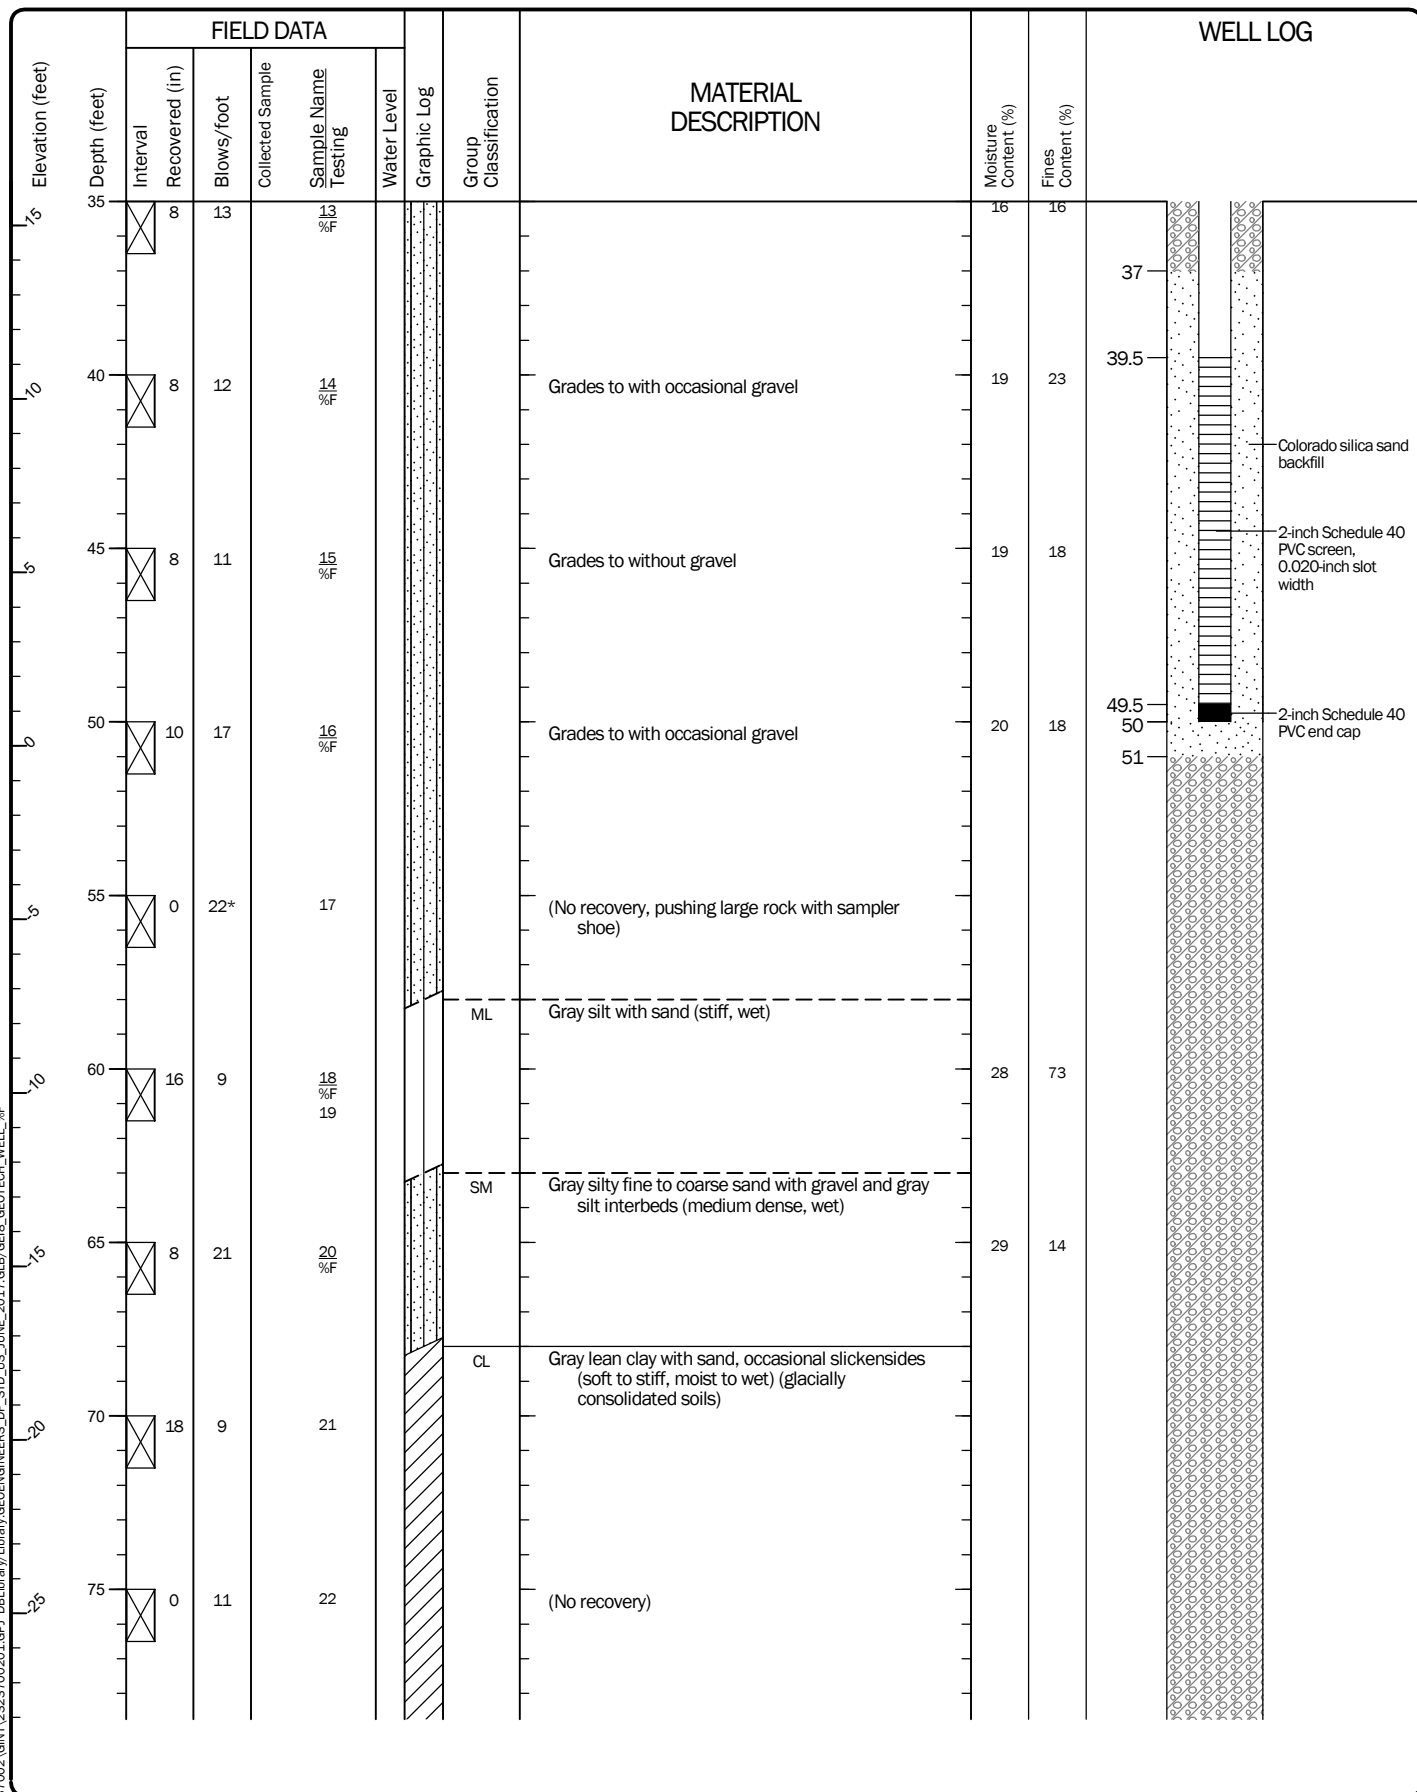 FIELD DATA
WELL LOG
Elevation (feet)
Depth (feet)
Interval
Recovered (in)
Blows/foot
Collected Sample
Sample Name
Testing
Water Level
Graphic Log
Group
Classification
MATERIAL
DESCRIPTION
Moisture
Content (%)
Fines
Content (%)
35
8 13 13 16 16
%F
15
37
39.5
40
8 12 14 Grades to with occasional gravel 19 23
%F
10
Colorado silica sand
backfill
2-inch Schedule 40
PVC screen,
0.020-inch slot
width
45
8 11 15 Grades to without gravel 19 18
%F
5
49.5
50
2-inch Schedule 40
PVC end cap
50
10 17 16 Grades to with occasional gravel 20 18
%F
0
51
55
0 22* 17 (No recovery, pushing large rock with sampler
shoe)
-5
ML Gray silt with sand (stiff, wet)
60
16 9 18 28 73
%F
19
-10
SM Gray silty fine to coarse sand with gravel and gray
silt interbeds (medium dense, wet)
65
8 21 20 29 14
%F
-15
CL Gray lean clay with sand, occasional slickensides
(soft to stiff, moist to wet) (glacially
consolidated soils)
70
18 9 21
-20
75
0 11 22 (No recovery)
-25